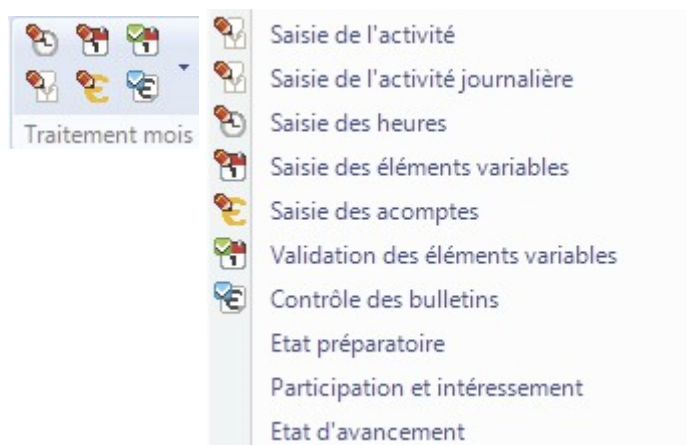 Traitement mois
Saisie de l'activité
Saisie de l'activité journalière
Saisie des heures
Saisie des éléments variables
Saisie des acomptes
Validation des éléments variables
Contrôle des bulletins
Etat préparatoire
Participation et intéressement
Etat d'avancement